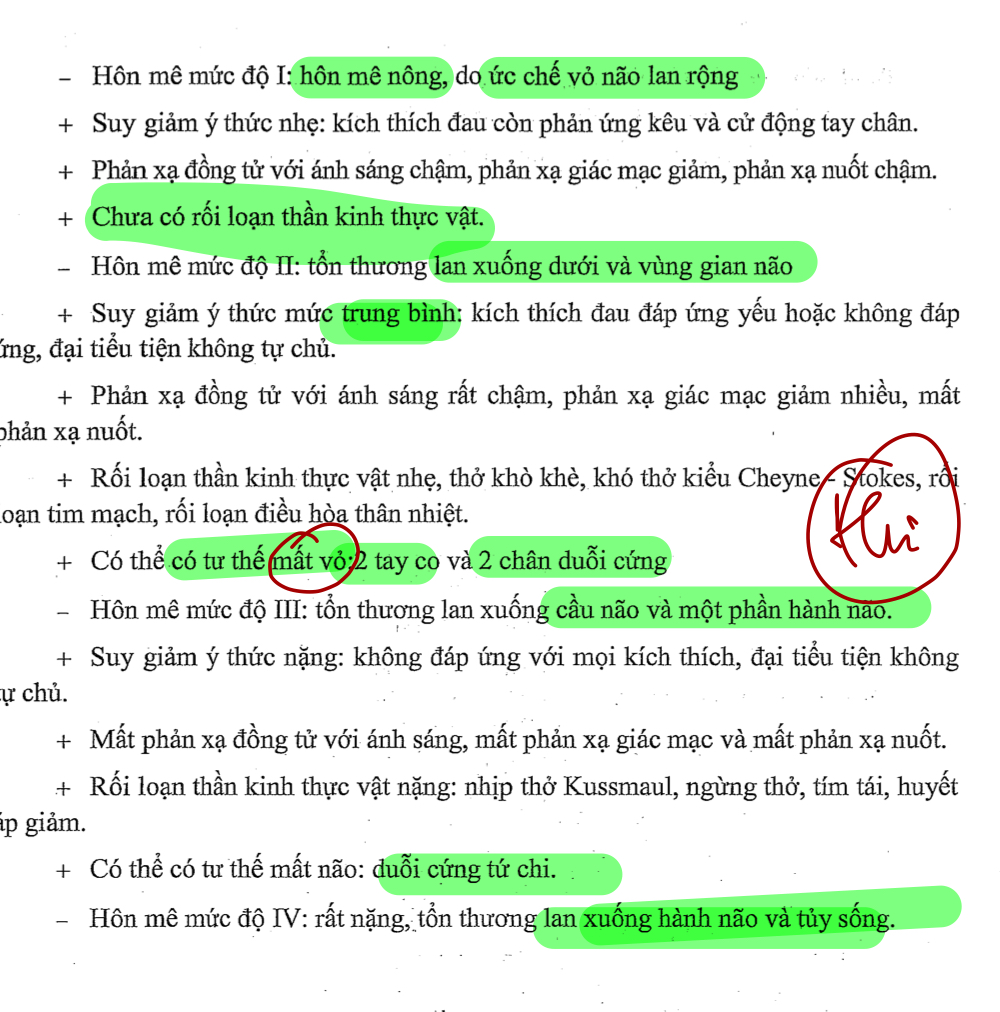 – Hôn mê mức độ I: hôn mê nông, do ức chế vỏ não lan rộng
+ Suy giảm ý thức nhẹ: kích thích đau còn phản ứng kêu và cử động tay chân.
+ Phản xạ đồng tử với ánh sáng chậm, phản xạ giác mạc giảm, phản xạ nuốt chậm.
+ Chưa có rối loạn thần kinh thực vật.
– Hôn mê mức độ II: tổn thương lan xuống dưới và vùng gian não
+ Suy giảm ý thức mức trung bình: kích thích đau đáp ứng yếu hoặc không đáp
ứng, đại tiểu tiện không tự chủ.
+ Phản xạ đồng tử với ánh sáng rất chậm, phản xạ giác mạc giảm nhiều, mất
phản xạ nuốt.
+ Rối loạn thần kinh thực vật nhẹ, thở khò khè, khó thở kiểu Cheyne - Stokes, rối
loạn tim mạch, rối loạn điều hòa thân nhiệt.
+ Có thể có tư thế mất vỏ: 2 tay co và 2 chân duỗi cứng
– Hôn mê mức độ III: tổn thương lan xuống cầu não và một phần hành não.
+ Suy giảm ý thức nặng: không đáp ứng với mọi kích thích, đại tiểu tiện không
tự chủ.
+ Mất phản xạ đồng tử với ánh sáng, mất phản xạ giác mạc và mất phản xạ nuốt.
+ Rối loạn thần kinh thực vật nặng: nhịp thở Kussmaul, ngừng thở, tím tái, huyết
áp giảm.
+ Có thể có tư thế mất não: duỗi cứng tứ chi.
– Hôn mê mức độ IV: rất nặng, tổn thương lan xuống hành não và tủy sống.